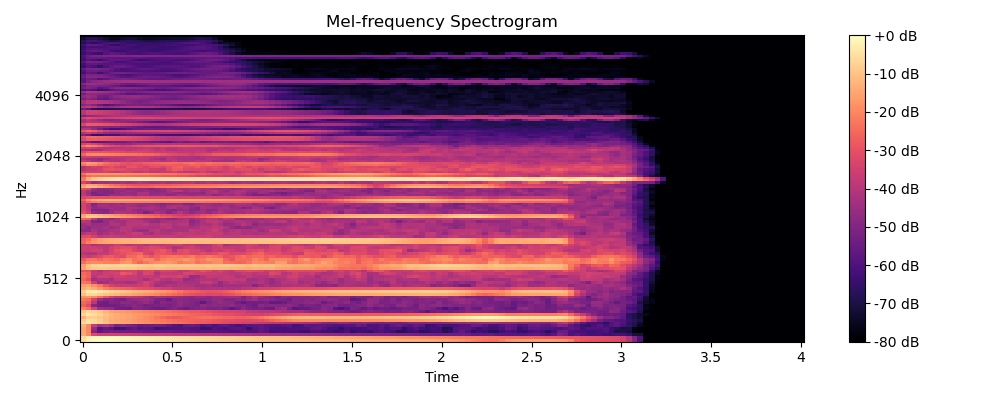 Mel-frequency Spectrogram
Hz
4096
2048
1024
512
0
0 0.5 1 1.5 2 2.5 3 3.5 4
Time
+0 dB
-10 dB
-20 dB
-30 dB
-40 dB
-50 dB
-60 dB
-70 dB
-80 dB